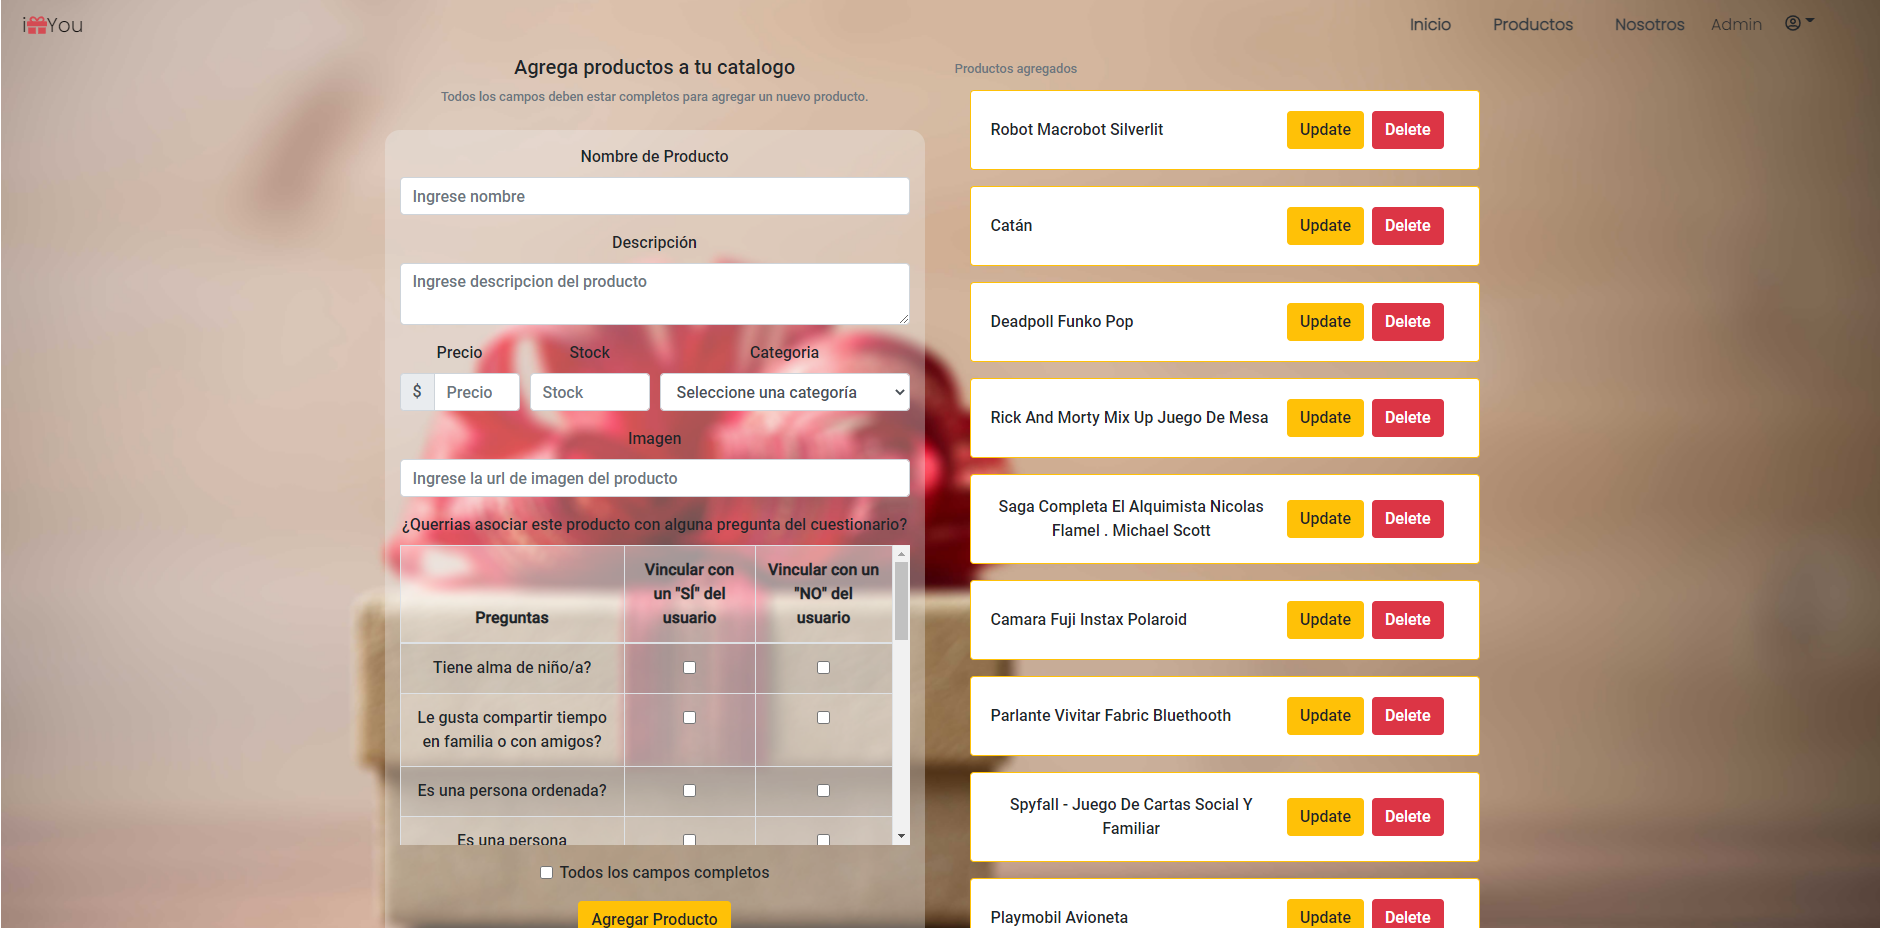 iYou
Inicio
Productos
Nosotros
Admin
Agrega productos a tu catalogo
Todos los campos deben estar completos para agregar un nuevo producto.
Nombre de Producto
Ingrese nombre
Descripción
Ingrese descripcion del producto
Precio
Stock
Categoria
$
Precio
Stock
Seleccione una categoría
Imagen
Ingrese la url de imagen del producto
¿Querrias asociar este producto con alguna pregunta del cuestionario?
Preguntas
Vincular con
un "SÍ" del
usuario
Vincular con un
"NO" del
usuario
Tiene alma de niño/a?
Le gusta compartir tiempo
en familia o con amigos?
Es una persona ordenada?
Es una persona
Todos los campos completos
Agregar Producto
Productos agregados
Robot Macrobot Silverlit
Update
Delete
Catán
Update
Delete
Deadpoll Funko Pop
Update
Delete
Rick And Morty Mix Up Juego De Mesa
Update
Delete
Saga Completa El Alquimista Nicolas
Flamel . Michael Scott
Update
Delete
Camara Fuji Instax Polaroid
Update
Delete
Parlante Vivitar Fabric Bluethooth
Update
Delete
Spyfall - Juego De Cartas Social Y
Familiar
Update
Delete
Playmobil Avioneta
Update
Delete